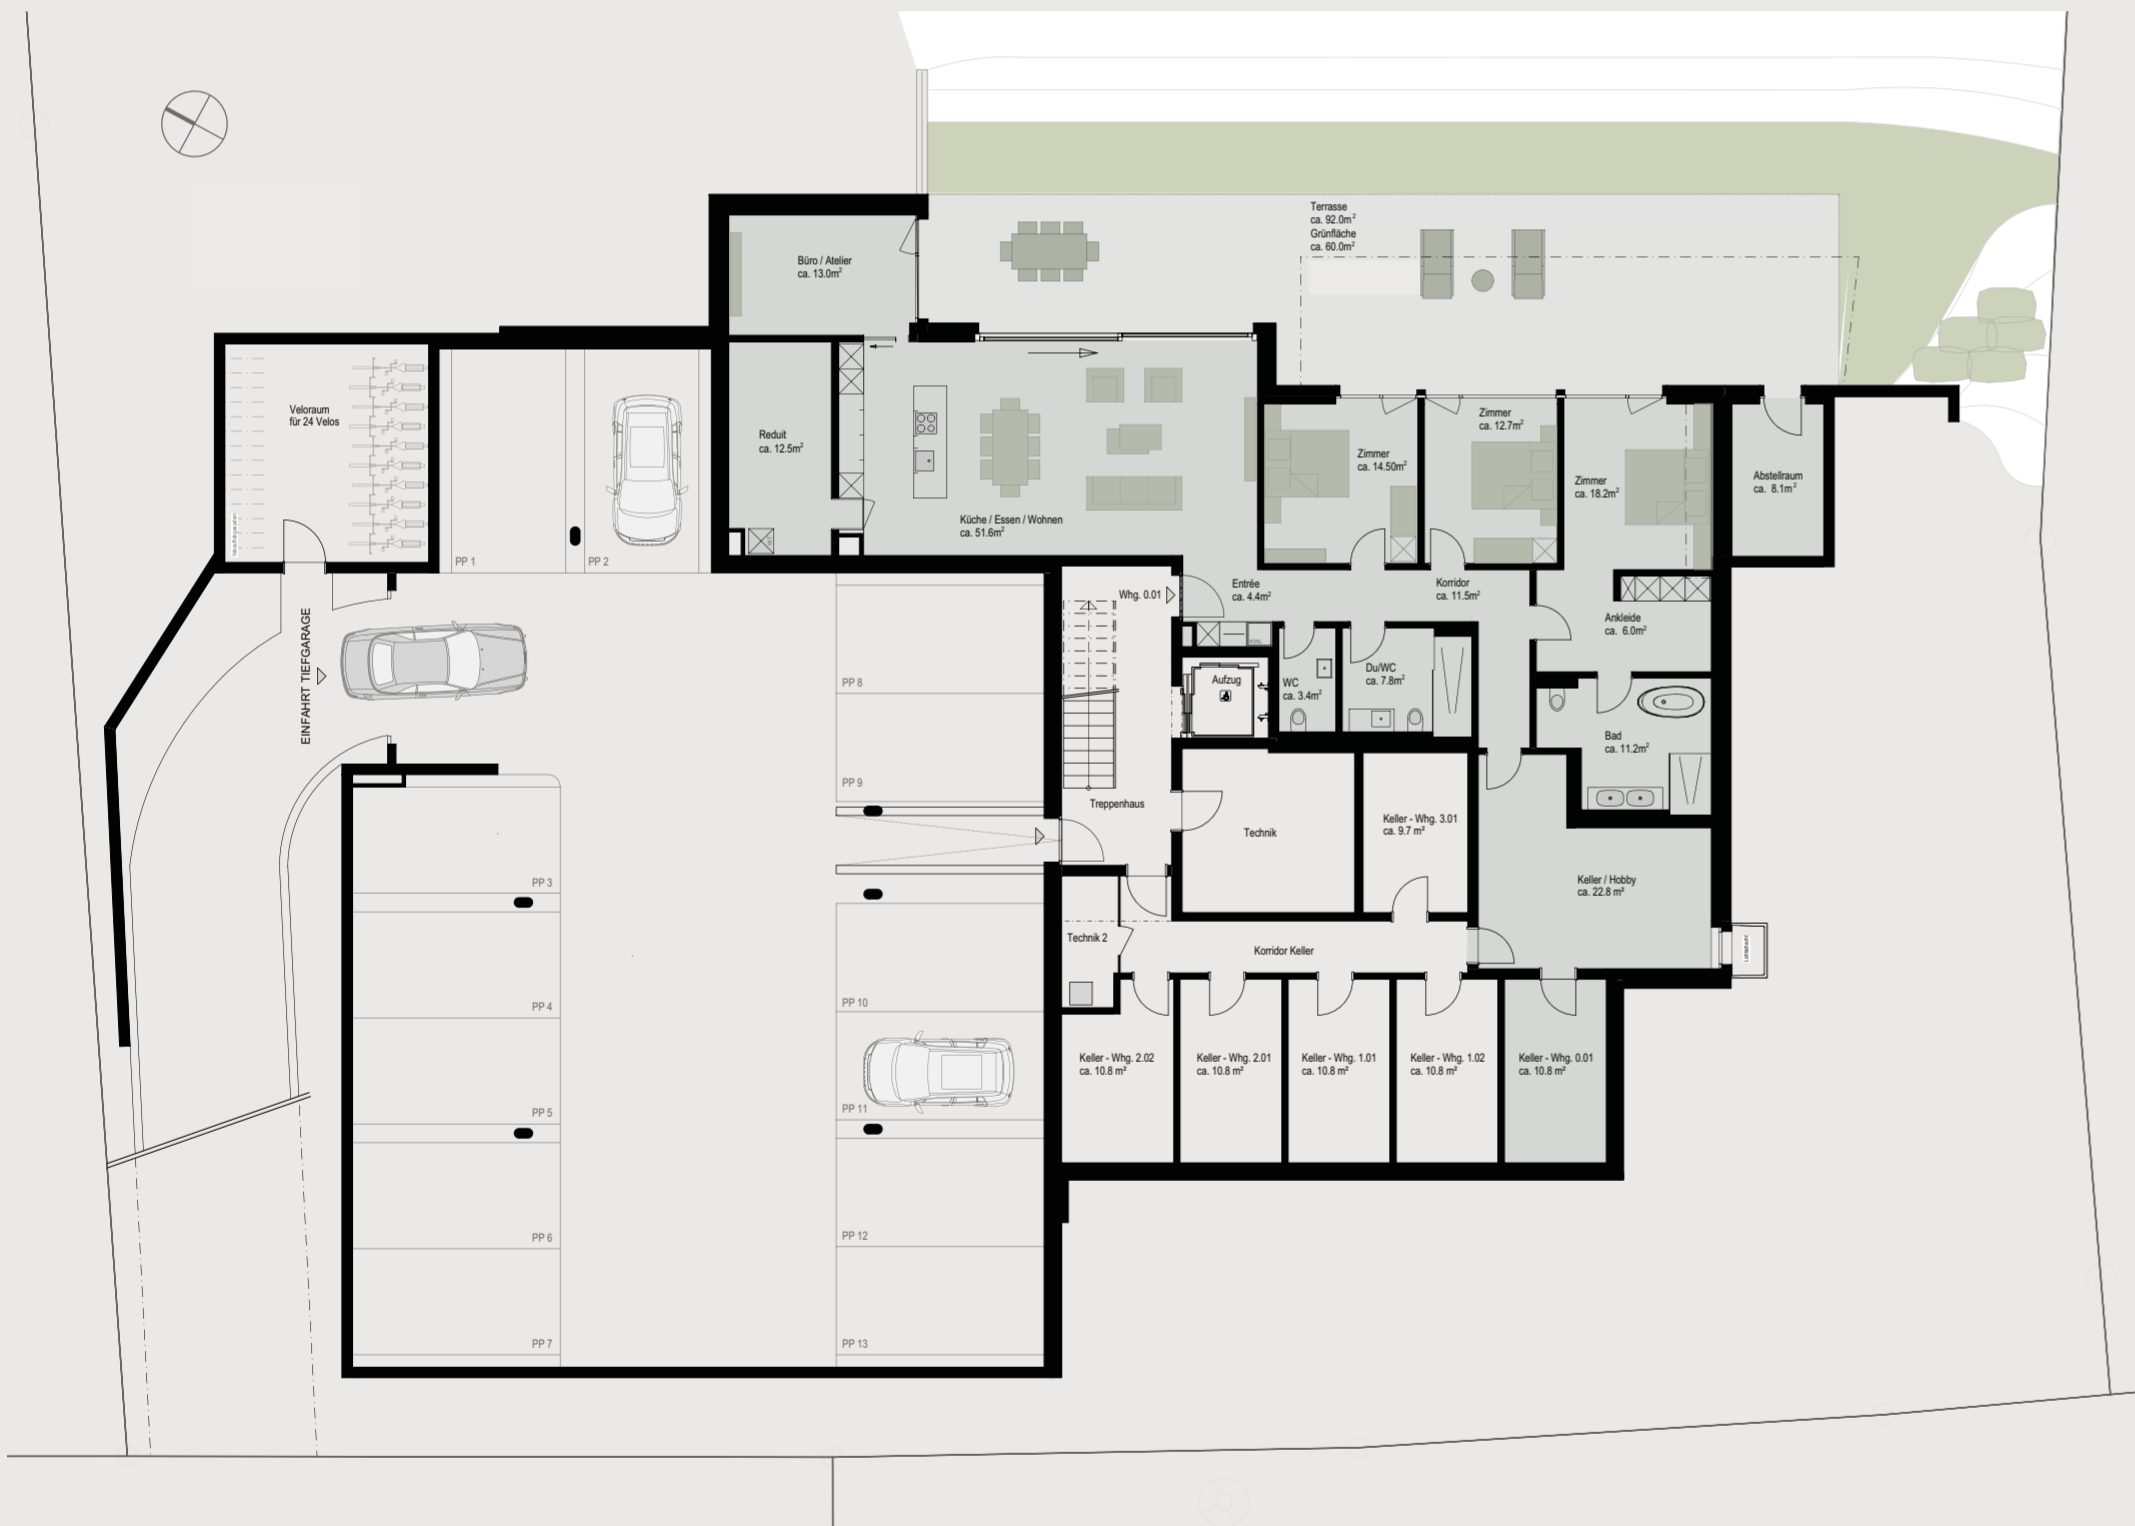 Terrasse
ca. 92.0m²
Grünfläche
ca. 60.0m²
Büro / Atelier
ca. 13.0m²
Veloraum
für 24 Velos
Reduit
ca. 12.5m²
Küche / Essen / Wohnen
ca. 51.6m²
Zimmer
ca. 14.50m²
Zimmer
ca. 12.7m²
Zimmer
ca. 18.2m²
Abstellraum
ca. 8.1m²
PP 1
PP 2
Whg. 0.01
Entrée
ca. 4.4m²
Korridor
ca. 11.5m²
Ankleide
ca. 6.0m²
EINFAHRT TIEFGARAGE
PP 8
Aufzug
WC
ca. 3.4m²
Du/WC
ca. 7.8m²
Bad
ca. 11.2m²
PP 9
Treppenhaus
Technik
Keller - Whg. 3.01
ca. 9.7 m²
Keller / Hobby
ca. 22.8 m²
PP 3
Technik 2
Korridor Keller
Lichtschacht
PP 4
PP 10
Keller - Whg. 2.02
ca. 10.8 m²
Keller - Whg. 2.01
ca. 10.8 m²
Keller - Whg. 1.01
ca. 10.8 m²
Keller - Whg. 1.02
ca. 10.8 m²
Keller - Whg. 0.01
ca. 10.8 m²
PP 5
PP 11
PP 6
PP 12
PP 7
PP 13